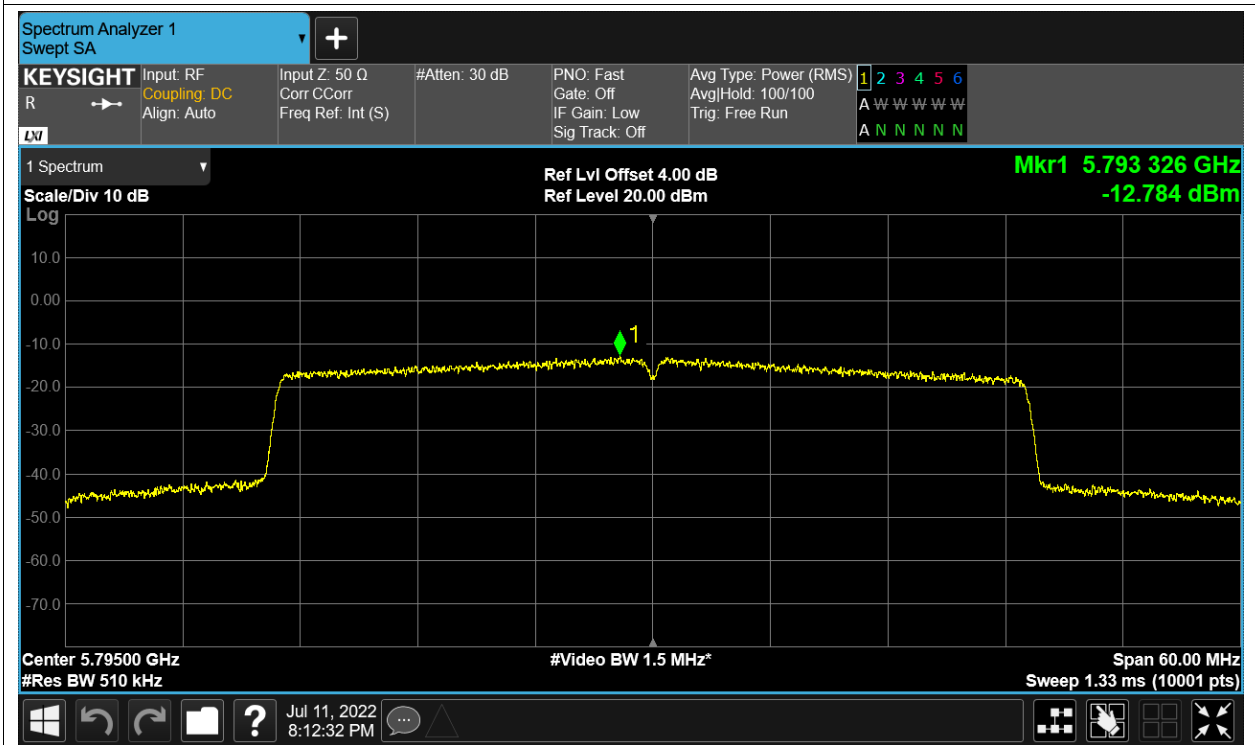 Spectrum Analyzer 1
Swept SA
KEYSIGHT
R
LXI
Input: RF
Coupling: DC
Align: Auto
Input Z: 50 Ω
Corr CCorr
Freq Ref: Int (S)
#Atten: 30 dB
PNO: Fast
Gate: Off
IF Gain: Low
Sig Track: Off
Avg Type: Power (RMS)
Avg|Hold: 100/100
Trig: Free Run
1 2 3 4 5 6
A W W W W W
A N N N N N
1 Spectrum
Scale/Div 10 dB
Log
Ref Lvl Offset 4.00 dB
Ref Level 20.00 dBm
Mkr1 5.793 326 GHz
-12.784 dBm
10.0
0.00
-10.0
-20.0
-30.0
-40.0
-50.0
-60.0
-70.0
1
Center 5.79500 GHz
#Res BW 510 kHz
#Video BW 1.5 MHz*
Span 60.00 MHz
Sweep 1.33 ms (10001 pts)
?
Jul 11, 2022
8:12:32 PM